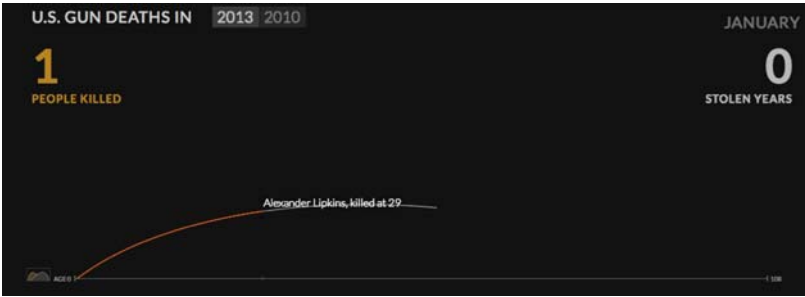 U.S. GUN DEATHS IN 2013 2010
JANUARY
1
PEOPLE KILLED
0
STOLEN YEARS
Alexander Lipkins, killed at 29
AGE 0
108